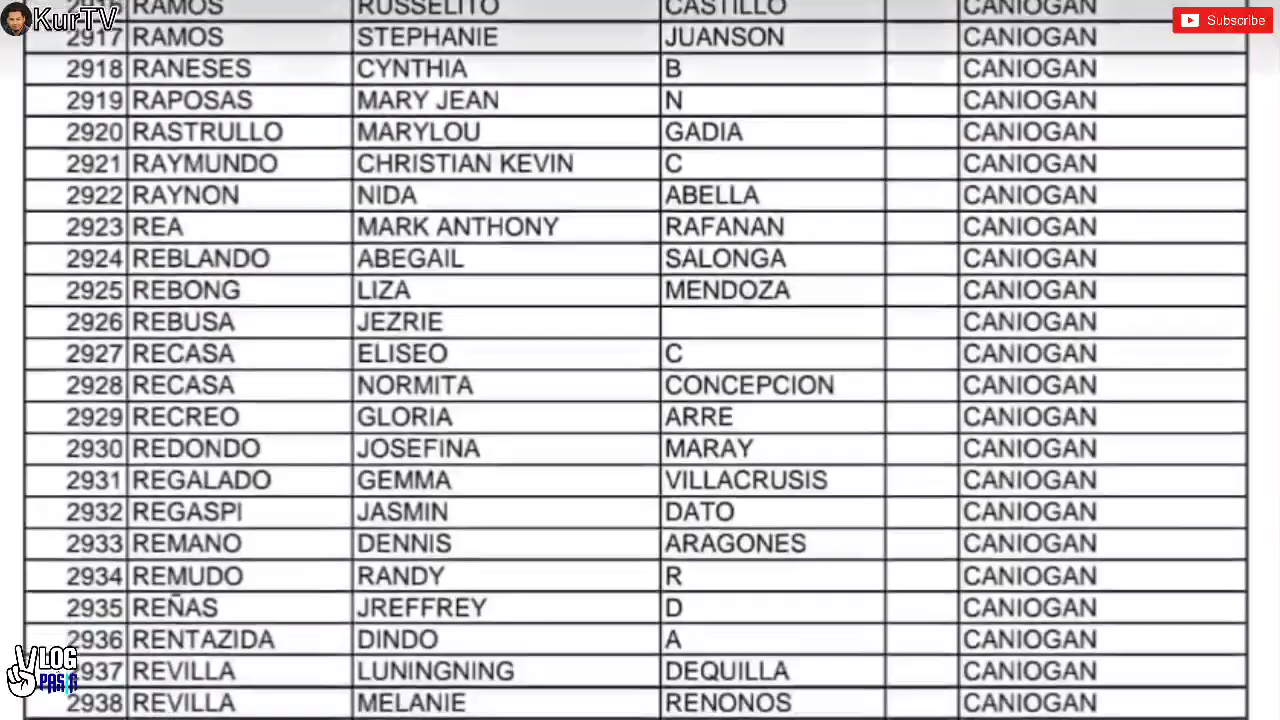 KurTV
Subscribe
2916 RAMOS RUSSELITO CASTILLO CANIOGAN
2917 RAMOS STEPHANIE JUANSON CANIOGAN
2918 RANESES CYNTHIA B CANIOGAN
2919 RAPOSAS MARY JEAN N CANIOGAN
2920 RASTRULLO MARYLOU GADIA CANIOGAN
2921 RAYMUNDO CHRISTIAN KEVIN C CANIOGAN
2922 RAYNON NIDA ABELLA CANIOGAN
2923 REA MARK ANTHONY RAFANAN CANIOGAN
2924 REBLANDO ABEGAIL SALONGA CANIOGAN
2925 REBONG LIZA MENDOZA CANIOGAN
2926 REBUSA JEZRIE CANIOGAN
2927 RECASA ELISEO C CANIOGAN
2928 RECASA NORMITA CONCEPCION CANIOGAN
2929 RECREO GLORIA ARRE CANIOGAN
2930 REDONDO JOSEFINA MARAY CANIOGAN
2931 REGALADO GEMMA VILLACRUSIS CANIOGAN
2932 REGASPI JASMIN DATO CANIOGAN
2933 REMANO DENNIS ARAGONES CANIOGAN
2934 REMUDO RANDY R CANIOGAN
2935 REÑAS JREFFREY D CANIOGAN
2936 RENTAZIDA DINDO A CANIOGAN
2937 REVILLA LUNINGNING DEQUILLA CANIOGAN
2938 REVILLA MELANIE RENONOS CANIOGAN
VLOG
PASIG